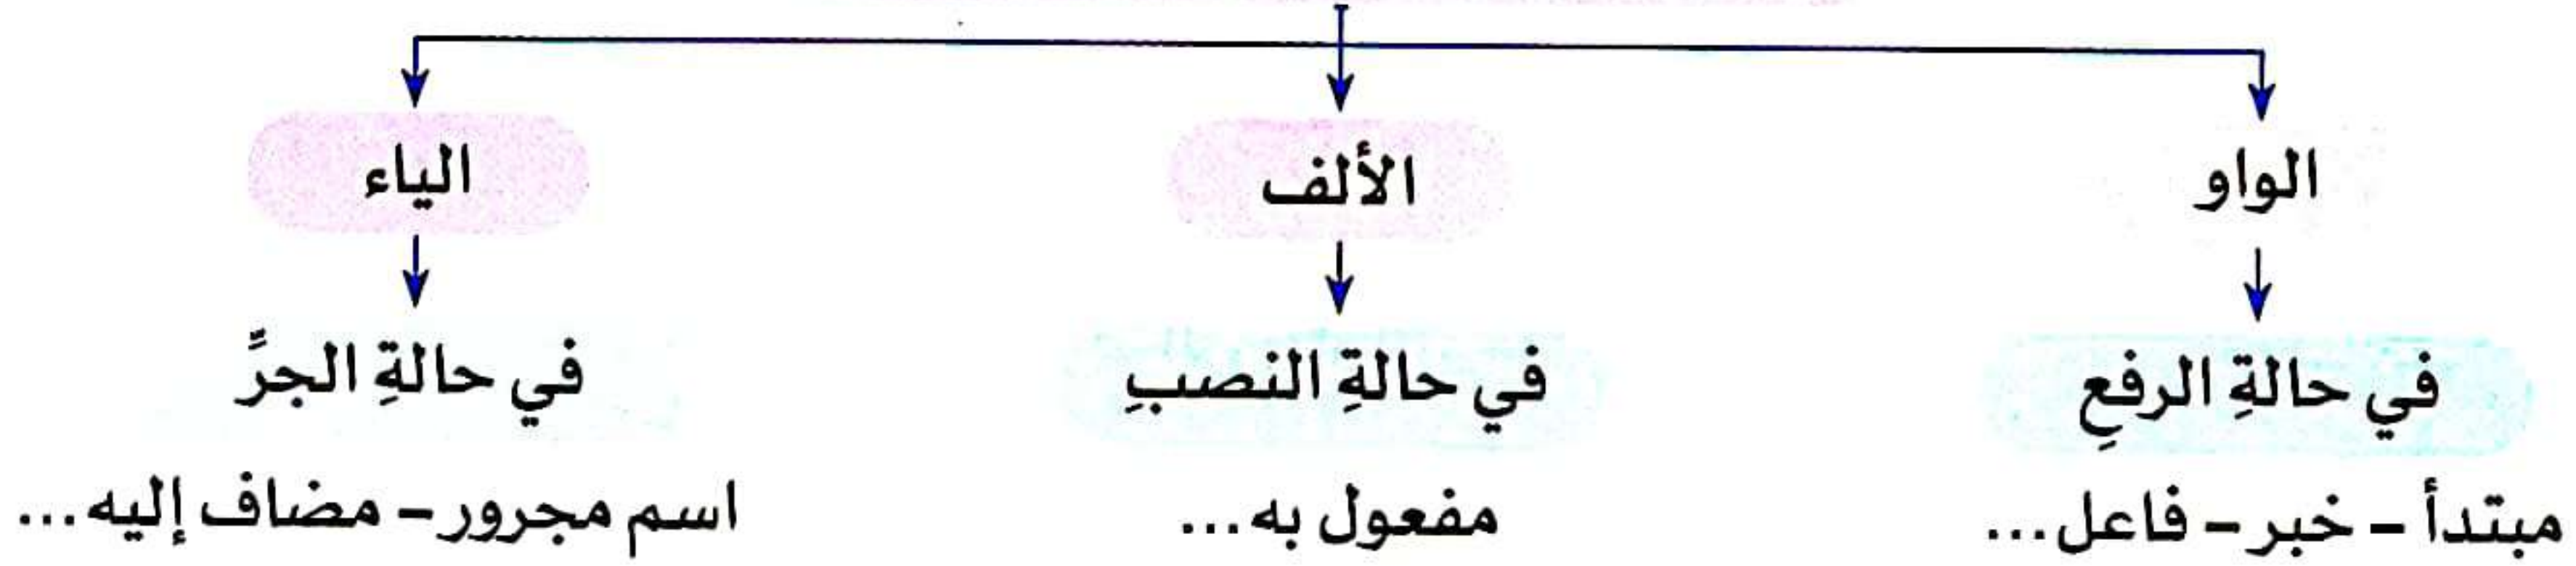 الواو
الألف
الياء
في حالةِ الرفعِ
في حالةِ النصبِ
في حالةِ الجرِّ
مبتدأ – خبر – فاعل...
مفعول به...
اسم مجرور – مضاف إليه...